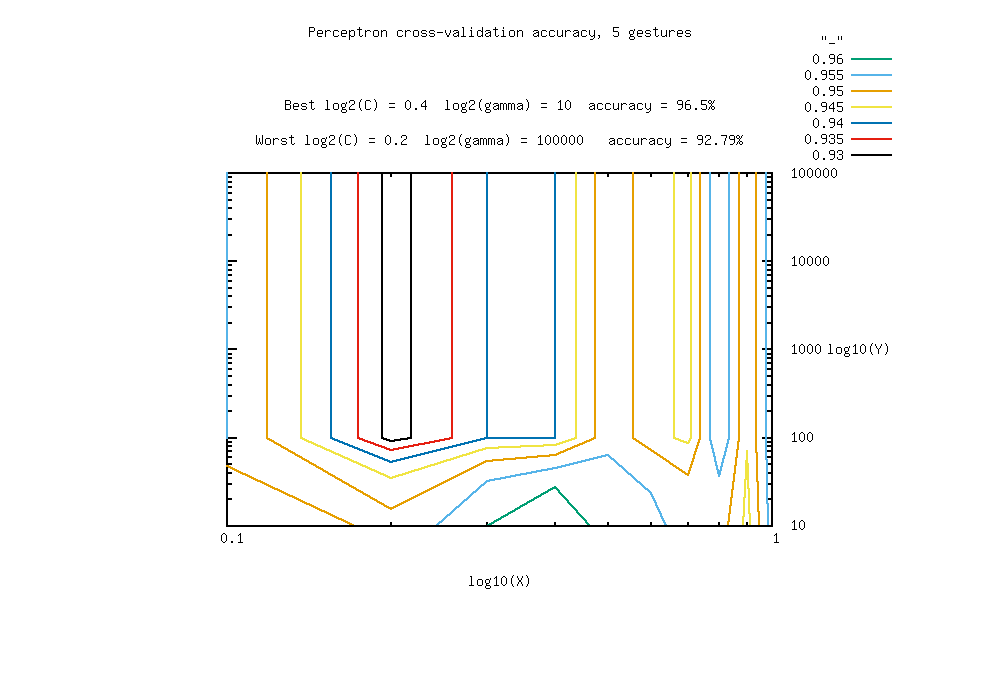 Perceptron cross-validation accuracy, 5 gestures
"_"
0.96
0.955
0.95
0.945
0.94
0.935
0.93
Best log2(C) = 0.4 log2(gamma) = 10 accuracy = 96.5%
Worst log2(C) = 0.2 log2(gamma) = 100000 accuracy = 92.79%
100000
10000
1000 log10(Y)
100
10
0.1 1
log10(X)